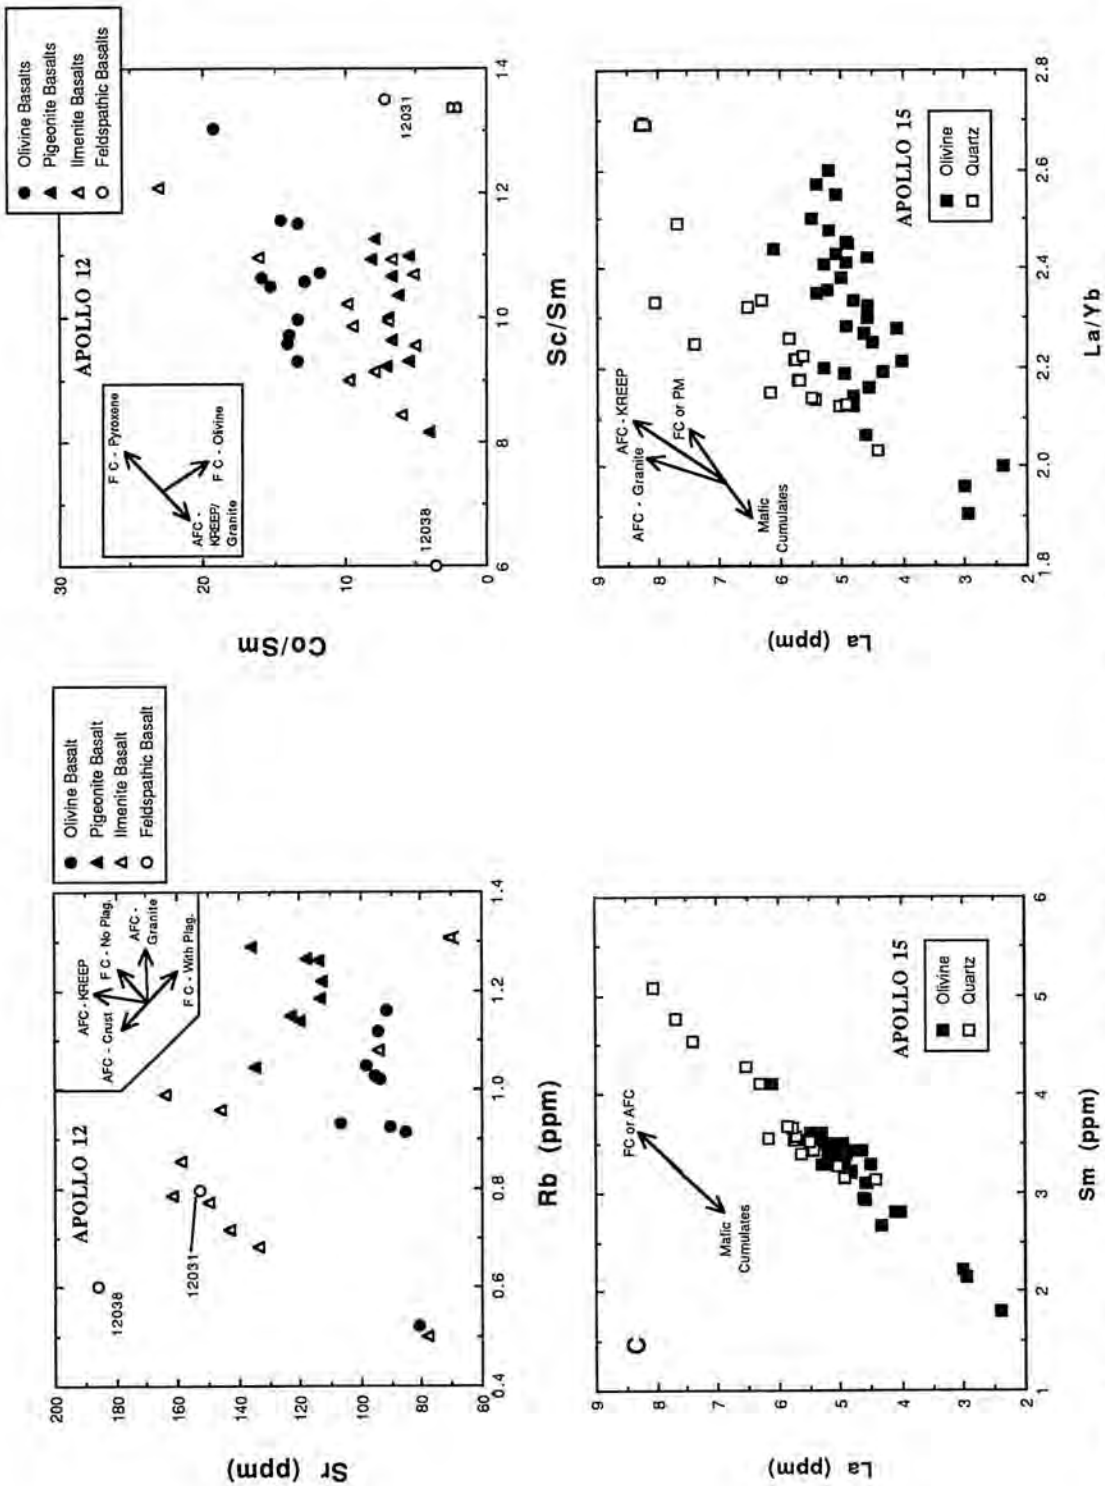 APOLLO 12
Olivine Basalt
Pigeonite Basalt
Ilmenite Basalt
Feldspathic Basalt
AFC - Crust
AFC - KREEP
F C - No Plag.
AFC -
Granite
F C - With Plag.
12038
12031
A
200
180
160
140
120
100
80
60
0.4
0.6
0.8
1.0
1.2
1.4
Sr (ppm)
Rb (ppm)
APOLLO 12
Olivine Basalts
Pigeonite Basalts
Ilmenite Basalts
Feldspathic Basalts
F C - Pyroxene
AFC -
KREEP/
Granite
F C - Olivine
12038
12031
B
30
20
10
0
6
8
10
12
14
Co/Sm
Sc/Sm
C
FC or AFC
Mafic
Cumulates
APOLLO 15
Olivine
Quartz
9
8
7
6
5
4
3
2
1
2
3
4
5
6
La (ppm)
Sm (ppm)
AFC - Granite
AFC - KREEP
FC or PM
Mafic
Cumulates
APOLLO 15
Olivine
Quartz
9
8
7
6
5
4
3
2
1.8
2.0
2.2
2.4
2.6
2.8
La (ppm)
La/Yb